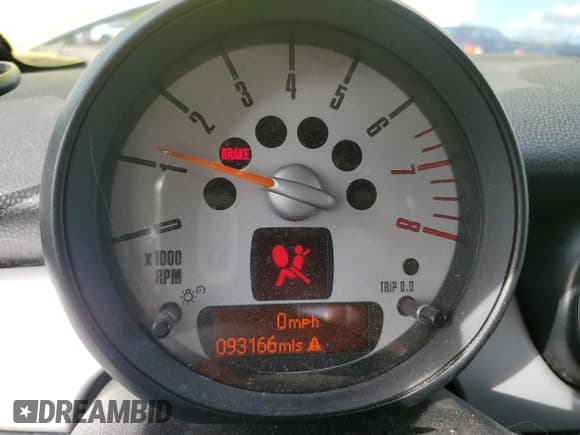 0 1 2 3 4 5 6 7 8
BRAKE
x1000
RPM
TRIP 0.0
0mph
093166mls
DREAMBID